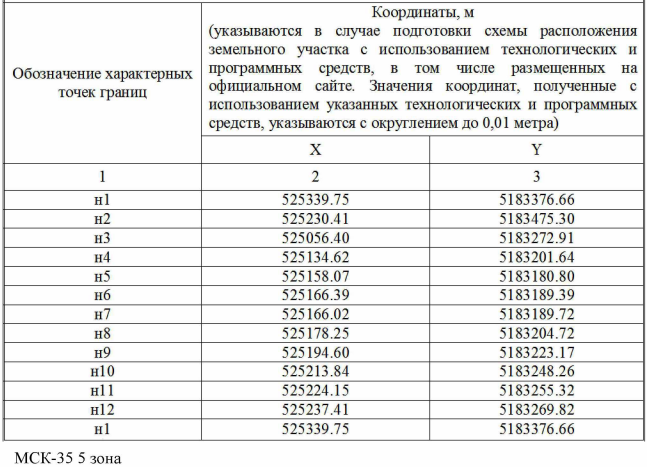 Обозначение характерных
точек границ
Координаты, м
(указываются в случае подготовки схемы расположения
земельного участка с использованием технологических и
программных средств, в том числе размещенных на
официальном сайте. Значения координат, полученные с
использованием указанных технологических и программных
средств, указываются с округлением до 0,01 метра)
X Y
1 2 3
н1 525339.75 5183376.66
н2 525230.41 5183475.30
н3 525056.40 5183272.91
н4 525134.62 5183201.64
н5 525158.07 5183180.80
н6 525166.39 5183189.39
н7 525166.02 5183189.72
н8 525178.25 5183204.72
н9 525194.60 5183223.17
н10 525213.84 5183248.26
н11 525224.15 5183255.32
н12 525237.41 5183269.82
н1 525339.75 5183376.66
МСК-35 5 зона